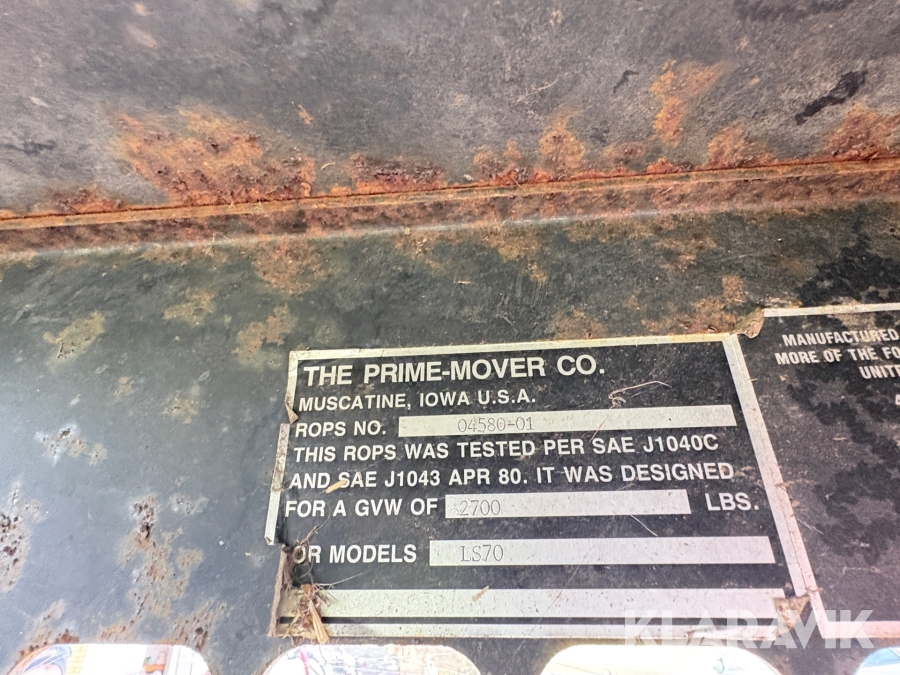 THE PRIME-MOVER CO.
MUSCATINE, IOWA U.S.A.
ROPS NO. 04580-01
THIS ROPS WAS TESTED PER SAE J1040C
AND SAE J1043 APR 80. IT WAS DESIGNED
FOR A GVW OF 2700 LBS.
OR MODELS LS70
MANUFACTURED
MORE OF THE FO
UNITE
KLARAVIK